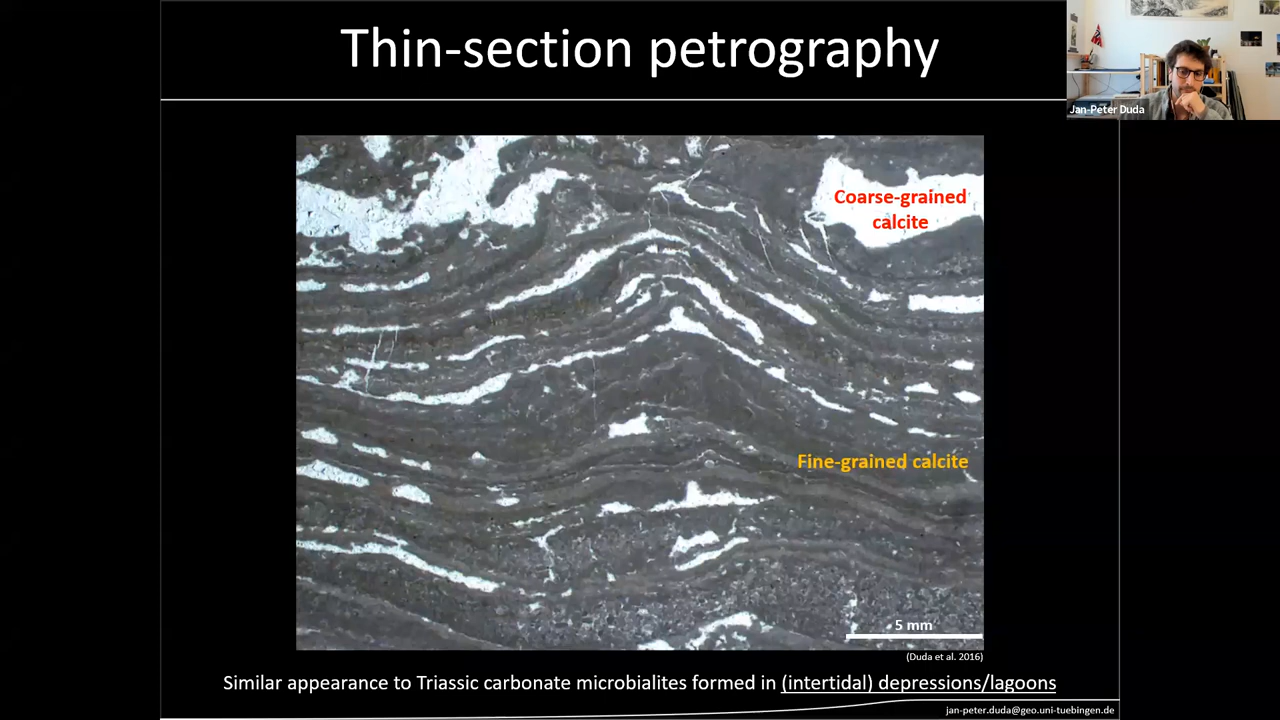 Thin-section petrography
Jan-Peter Duda
Coarse-grained
calcite
Fine-grained calcite
5 mm
(Duda et al. 2016)
Similar appearance to Triassic carbonate microbialites formed in (intertidal) depressions/lagoons
jan-peter.duda@geo.uni-tuebingen.de